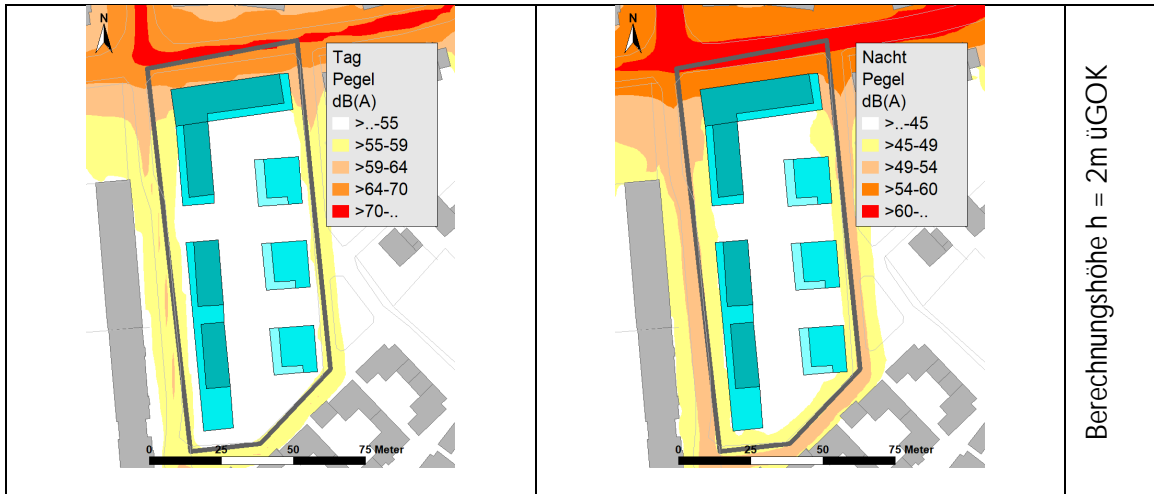 N
Tag
Pegel
dB(A)
>..-55
>55-59
>59-64
>64-70
>70-..
0 25 50 75 Meter
N
Nacht
Pegel
dB(A)
>..-45
>45-49
>49-54
>54-60
>60-..
0 25 50 75 Meter
Berechnungshöhe h = 2m üGOK